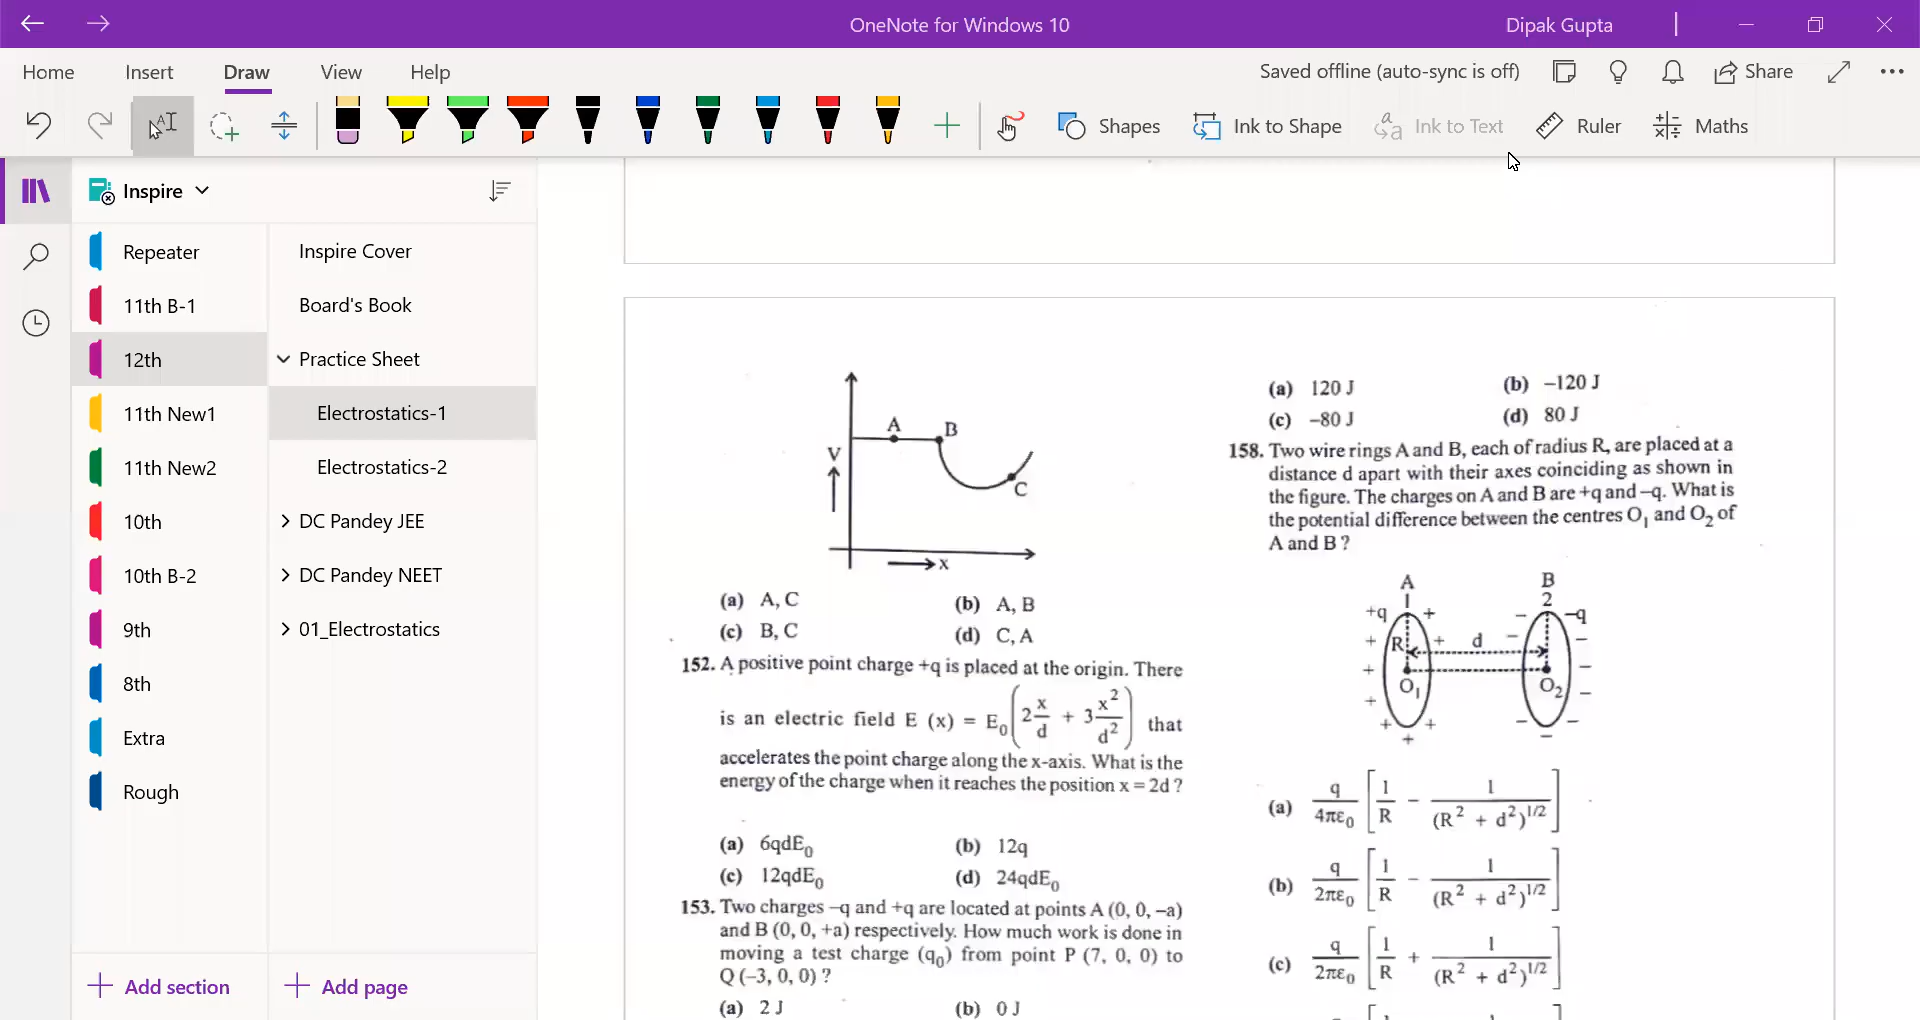 OneNote for Windows 10
Dipak Gupta
Home Insert Draw View Help
Saved offline (auto-sync is off)
Share
Shapes
Ink to Shape
Ink to Text
Ruler
Maths
Inspire
Repeater
11th B-1
12th
11th New1
11th New2
10th
10th B-2
9th
8th
Extra
Rough
Add section
Inspire Cover
Board's Book
Practice Sheet
Electrostatics-1
Electrostatics-2
DC Pandey JEE
DC Pandey NEET
01_Electrostatics
Add page
A
B
V
C
x
(a) A, C (b) A, B
(c) B, C (d) C, A
152. A positive point charge +q is placed at the origin. There
is an electric field E (x) = E₀(2 x/d + 3 x²/d²) that
accelerates the point charge along the x-axis. What is the
energy of the charge when it reaches the position x = 2d ?
(a) 6qdE₀ (b) 12q
(c) 12qdE₀ (d) 24qdE₀
153. Two charges –q and +q are located at points A (0, 0, –a)
and B (0, 0, +a) respectively. How much work is done in
moving a test charge (q₀) from point P (7, 0, 0) to
Q (–3, 0, 0) ?
(a) 2 J (b) 0 J
(a) 120 J (b) –120 J
(c) –80 J (d) 80 J
158. Two wire rings A and B, each of radius R, are placed at a
distance d apart with their axes coinciding as shown in
the figure. The charges on A and B are +q and –q. What is
the potential difference between the centres O₁ and O₂ of
A and B ?
A B
1 2
+q –q
R d
O₁ O₂
(a) q/4πε₀ [1/R – 1/(R² + d²)^1/2]
(b) q/2πε₀ [1/R – 1/(R² + d²)^1/2]
(c) q/2πε₀ [1/R + 1/(R² + d²)^1/2]